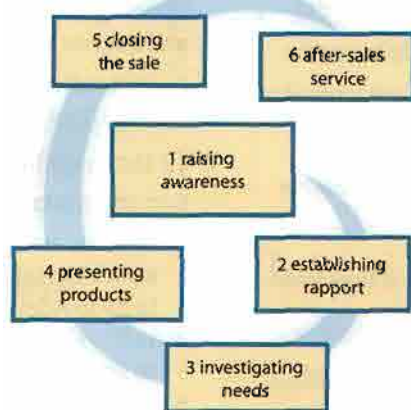 5 closing
the sale
6 after-sales
service
1 raising
awareness
4 presenting
products
2 establishing
rapport
3 investigating
needs